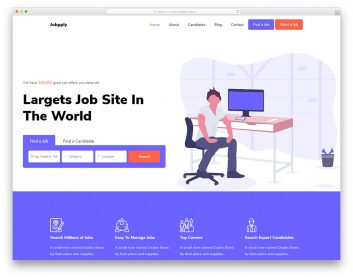 Jobpply
Home About Candidates Blog Contact Post a Job Want a Job
We have 850,000 great job offers you deserve!
Largets Job Site In
The World
Find a Job Find a Candidate
Category Location Search
Search Millions of Jobs Easy To Manage Jobs Top Careers Search Expert Candidates
A small river named Duden flows A small river named Duden flows A small river named Duden flows A small river named Duden flows
by their place and supplies. by their place and supplies. by their place and supplies. by their place and supplies.